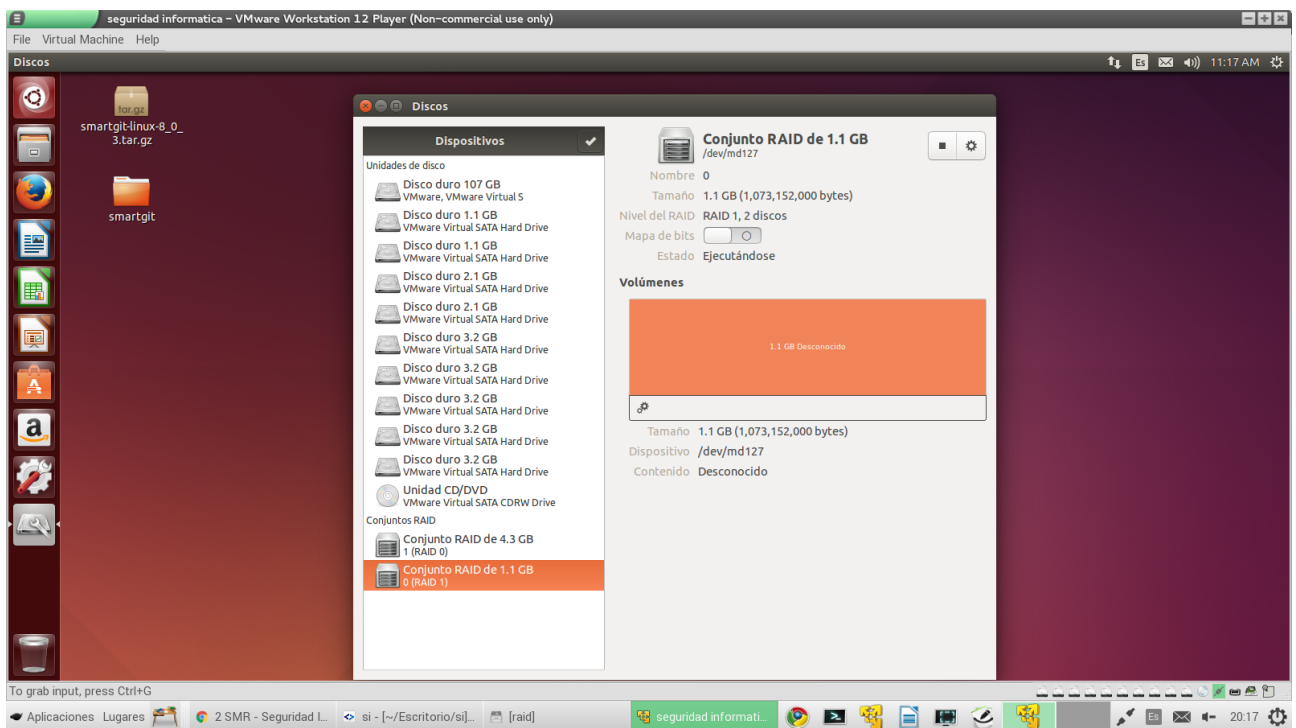 seguridad informatica – VMware Workstation 12 Player (Non-commercial use only)
File Virtual Machine Help
Discos
Es
11:17 AM
tar.gz
smartgit-linux-8_0_
3.tar.gz
smartgit
Discos
Dispositivos
Unidades de disco
Disco duro 107 GB
VMware, VMware Virtual S
Disco duro 1.1 GB
VMware Virtual SATA Hard Drive
Disco duro 1.1 GB
VMware Virtual SATA Hard Drive
Disco duro 2.1 GB
VMware Virtual SATA Hard Drive
Disco duro 2.1 GB
VMware Virtual SATA Hard Drive
Disco duro 3.2 GB
VMware Virtual SATA Hard Drive
Disco duro 3.2 GB
VMware Virtual SATA Hard Drive
Disco duro 3.2 GB
VMware Virtual SATA Hard Drive
Disco duro 3.2 GB
VMware Virtual SATA Hard Drive
Disco duro 3.2 GB
VMware Virtual SATA Hard Drive
Unidad CD/DVD
VMware Virtual SATA CDRW Drive
Conjuntos RAID
Conjunto RAID de 4.3 GB
1 (RAID 0)
Conjunto RAID de 1.1 GB
0 (RAID 1)
Conjunto RAID de 1.1 GB
/dev/md127
Nombre 0
Tamaño 1.1 GB (1,073,152,000 bytes)
Nivel del RAID RAID 1, 2 discos
Mapa de bits
Estado Ejecutándose
Volúmenes
1.1 GB Desconocido
Tamaño 1.1 GB (1,073,152,000 bytes)
Dispositivo /dev/md127
Contenido Desconocido
To grab input, press Ctrl+G
Aplicaciones Lugares 2 SMR - Seguridad I... si - [~/Escritorio/si]... [raid] seguridad informati... Es 20:17